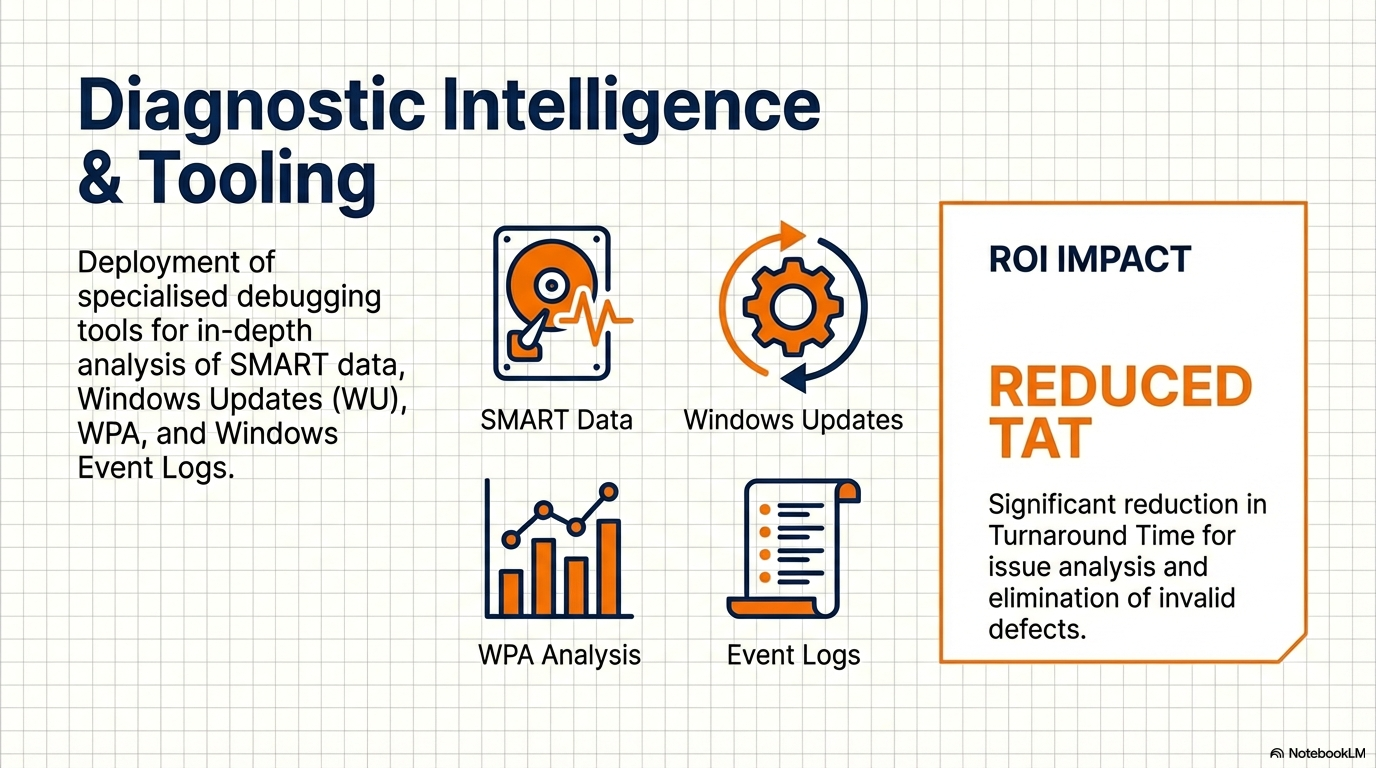 Diagnostic Intelligence
& Tooling
Deployment of
specialised debugging
tools for in-depth
analysis of SMART data,
Windows Updates (WU),
WPA, and Windows
Event Logs.
SMART Data
Windows Updates
WPA Analysis
Event Logs
ROI IMPACT
REDUCED
TAT
Significant reduction in
Turnaround Time for
issue analysis and
elimination of invalid
defects.
NotebookLM